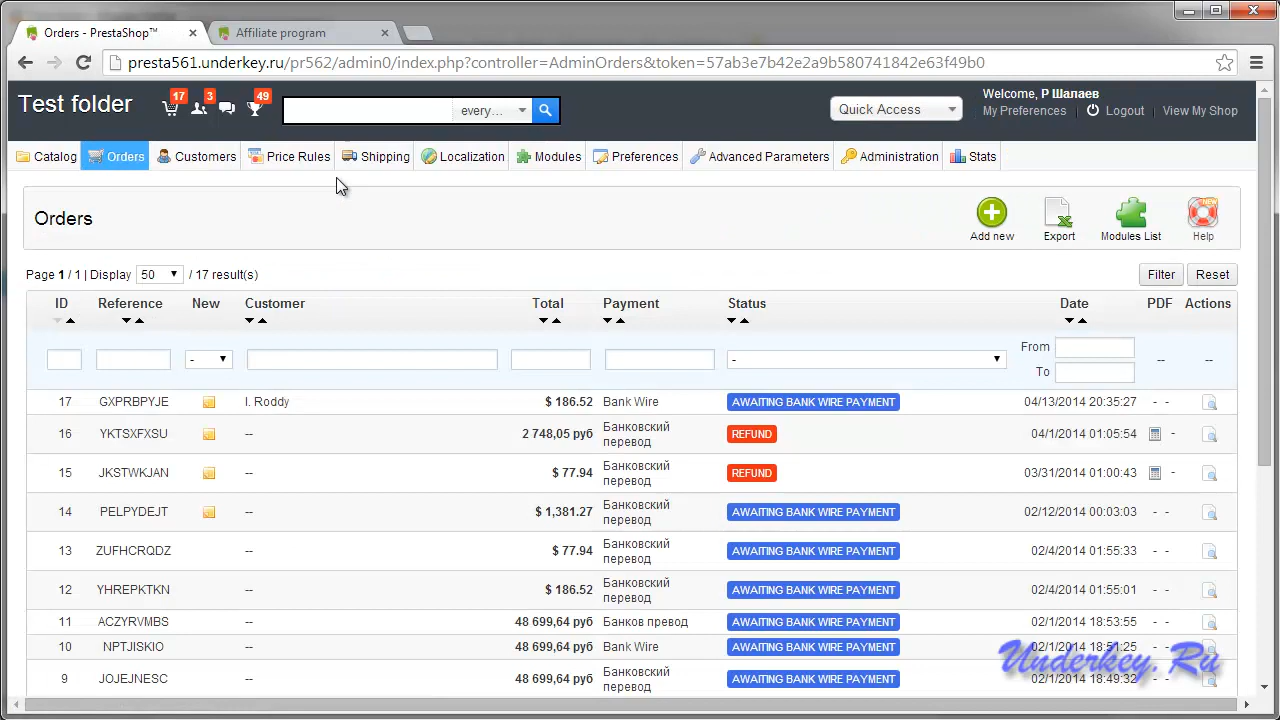 Orders - PrestaShop™ × Affiliate program ×
presta561.underkey.ru/pr562/admin0/index.php?controller=AdminOrders&token=57ab3e7b42e2a9b580741842e63f49b0
Test folder 17 3 49 every... Quick Access Welcome, Р Шапаев
My Preferences Logout View My Shop
Catalog Orders Customers Price Rules Shipping Localization Modules Preferences Advanced Parameters Administration Stats
Orders
Add new Export Modules List NEW Help
Page 1 / 1 | Display 50 / 17 result(s) Filter Reset
ID Reference New Customer Total Payment Status Date PDF Actions
- - From -- --
To
17 GXPRBPYJE I. Roddy $ 186.52 Bank Wire AWAITING BANK WIRE PAYMENT 04/13/2014 20:35:27 - -
16 YKTSXFXSU -- 2 748,05 руб Банковский перевод REFUND 04/1/2014 01:05:54 -
15 JKSTWKJAN -- $ 77.94 Банковский перевод REFUND 03/31/2014 01:00:43 -
14 PELPYDEJT -- $ 1,381.27 Банковский перевод AWAITING BANK WIRE PAYMENT 02/12/2014 00:03:03 - -
13 ZUFHCRQDZ -- $ 77.94 Банковский перевод AWAITING BANK WIRE PAYMENT 02/4/2014 01:55:33 - -
12 YHREPKTKN -- $ 186.52 Банковский перевод AWAITING BANK WIRE PAYMENT 02/4/2014 01:55:01 - -
11 ACZYRVMBS -- 48 699,64 руб Банков превод AWAITING BANK WIRE PAYMENT 02/1/2014 18:53:55 - -
10 NPTJISKIO -- 48 699,64 руб Bank Wire AWAITING BANK WIRE PAYMENT 02/1/2014 18:51:25 - -
9 JOJEJNESC -- 48 699,64 руб Банковский перевод AWAITING BANK WIRE PAYMENT 02/1/2014 18:49:32 - -
Underkey.Ru